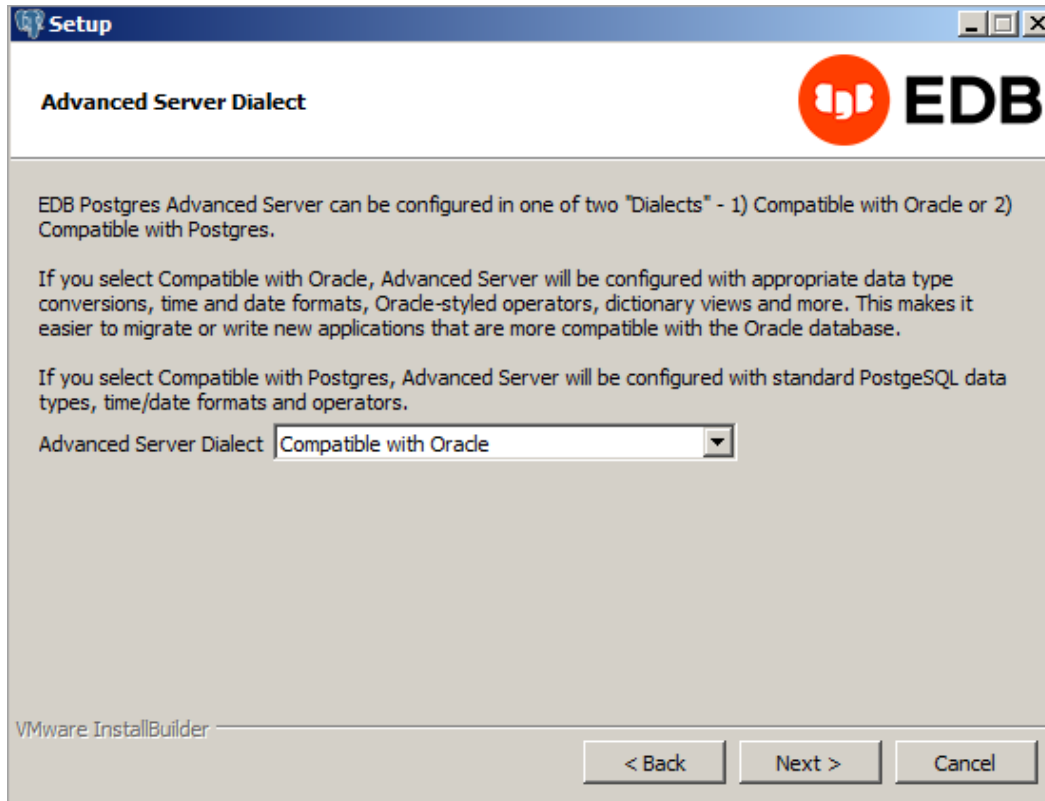 Setup
Advanced Server Dialect
EDB
EDB Postgres Advanced Server can be configured in one of two "Dialects" - 1) Compatible with Oracle or 2)
Compatible with Postgres.
If you select Compatible with Oracle, Advanced Server will be configured with appropriate data type
conversions, time and date formats, Oracle-styled operators, dictionary views and more. This makes it
easier to migrate or write new applications that are more compatible with the Oracle database.
If you select Compatible with Postgres, Advanced Server will be configured with standard PostgeSQL data
types, time/date formats and operators.
Advanced Server Dialect Compatible with Oracle
VMware InstallBuilder
< Back Next > Cancel